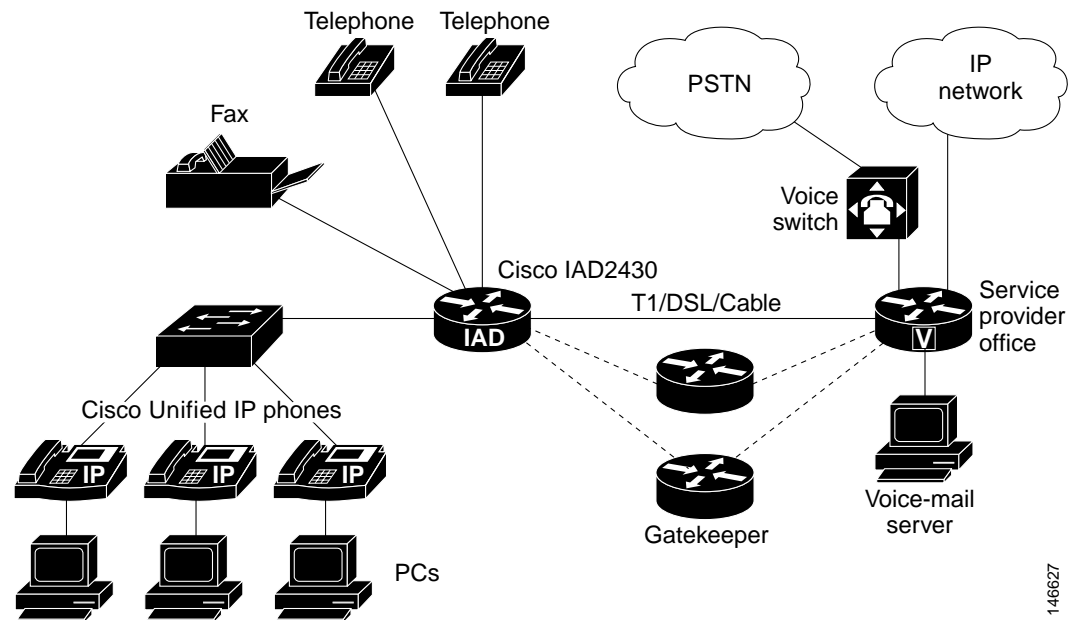 Telephone
Telephone
PSTN
IP
network
Fax
Voice
switch
Cisco IAD2430
T1/DSL/Cable
Service
provider
office
IAD
V
Cisco Unified IP phones
IP
IP
IP
Voice-mail
server
Gatekeeper
PCs
146627